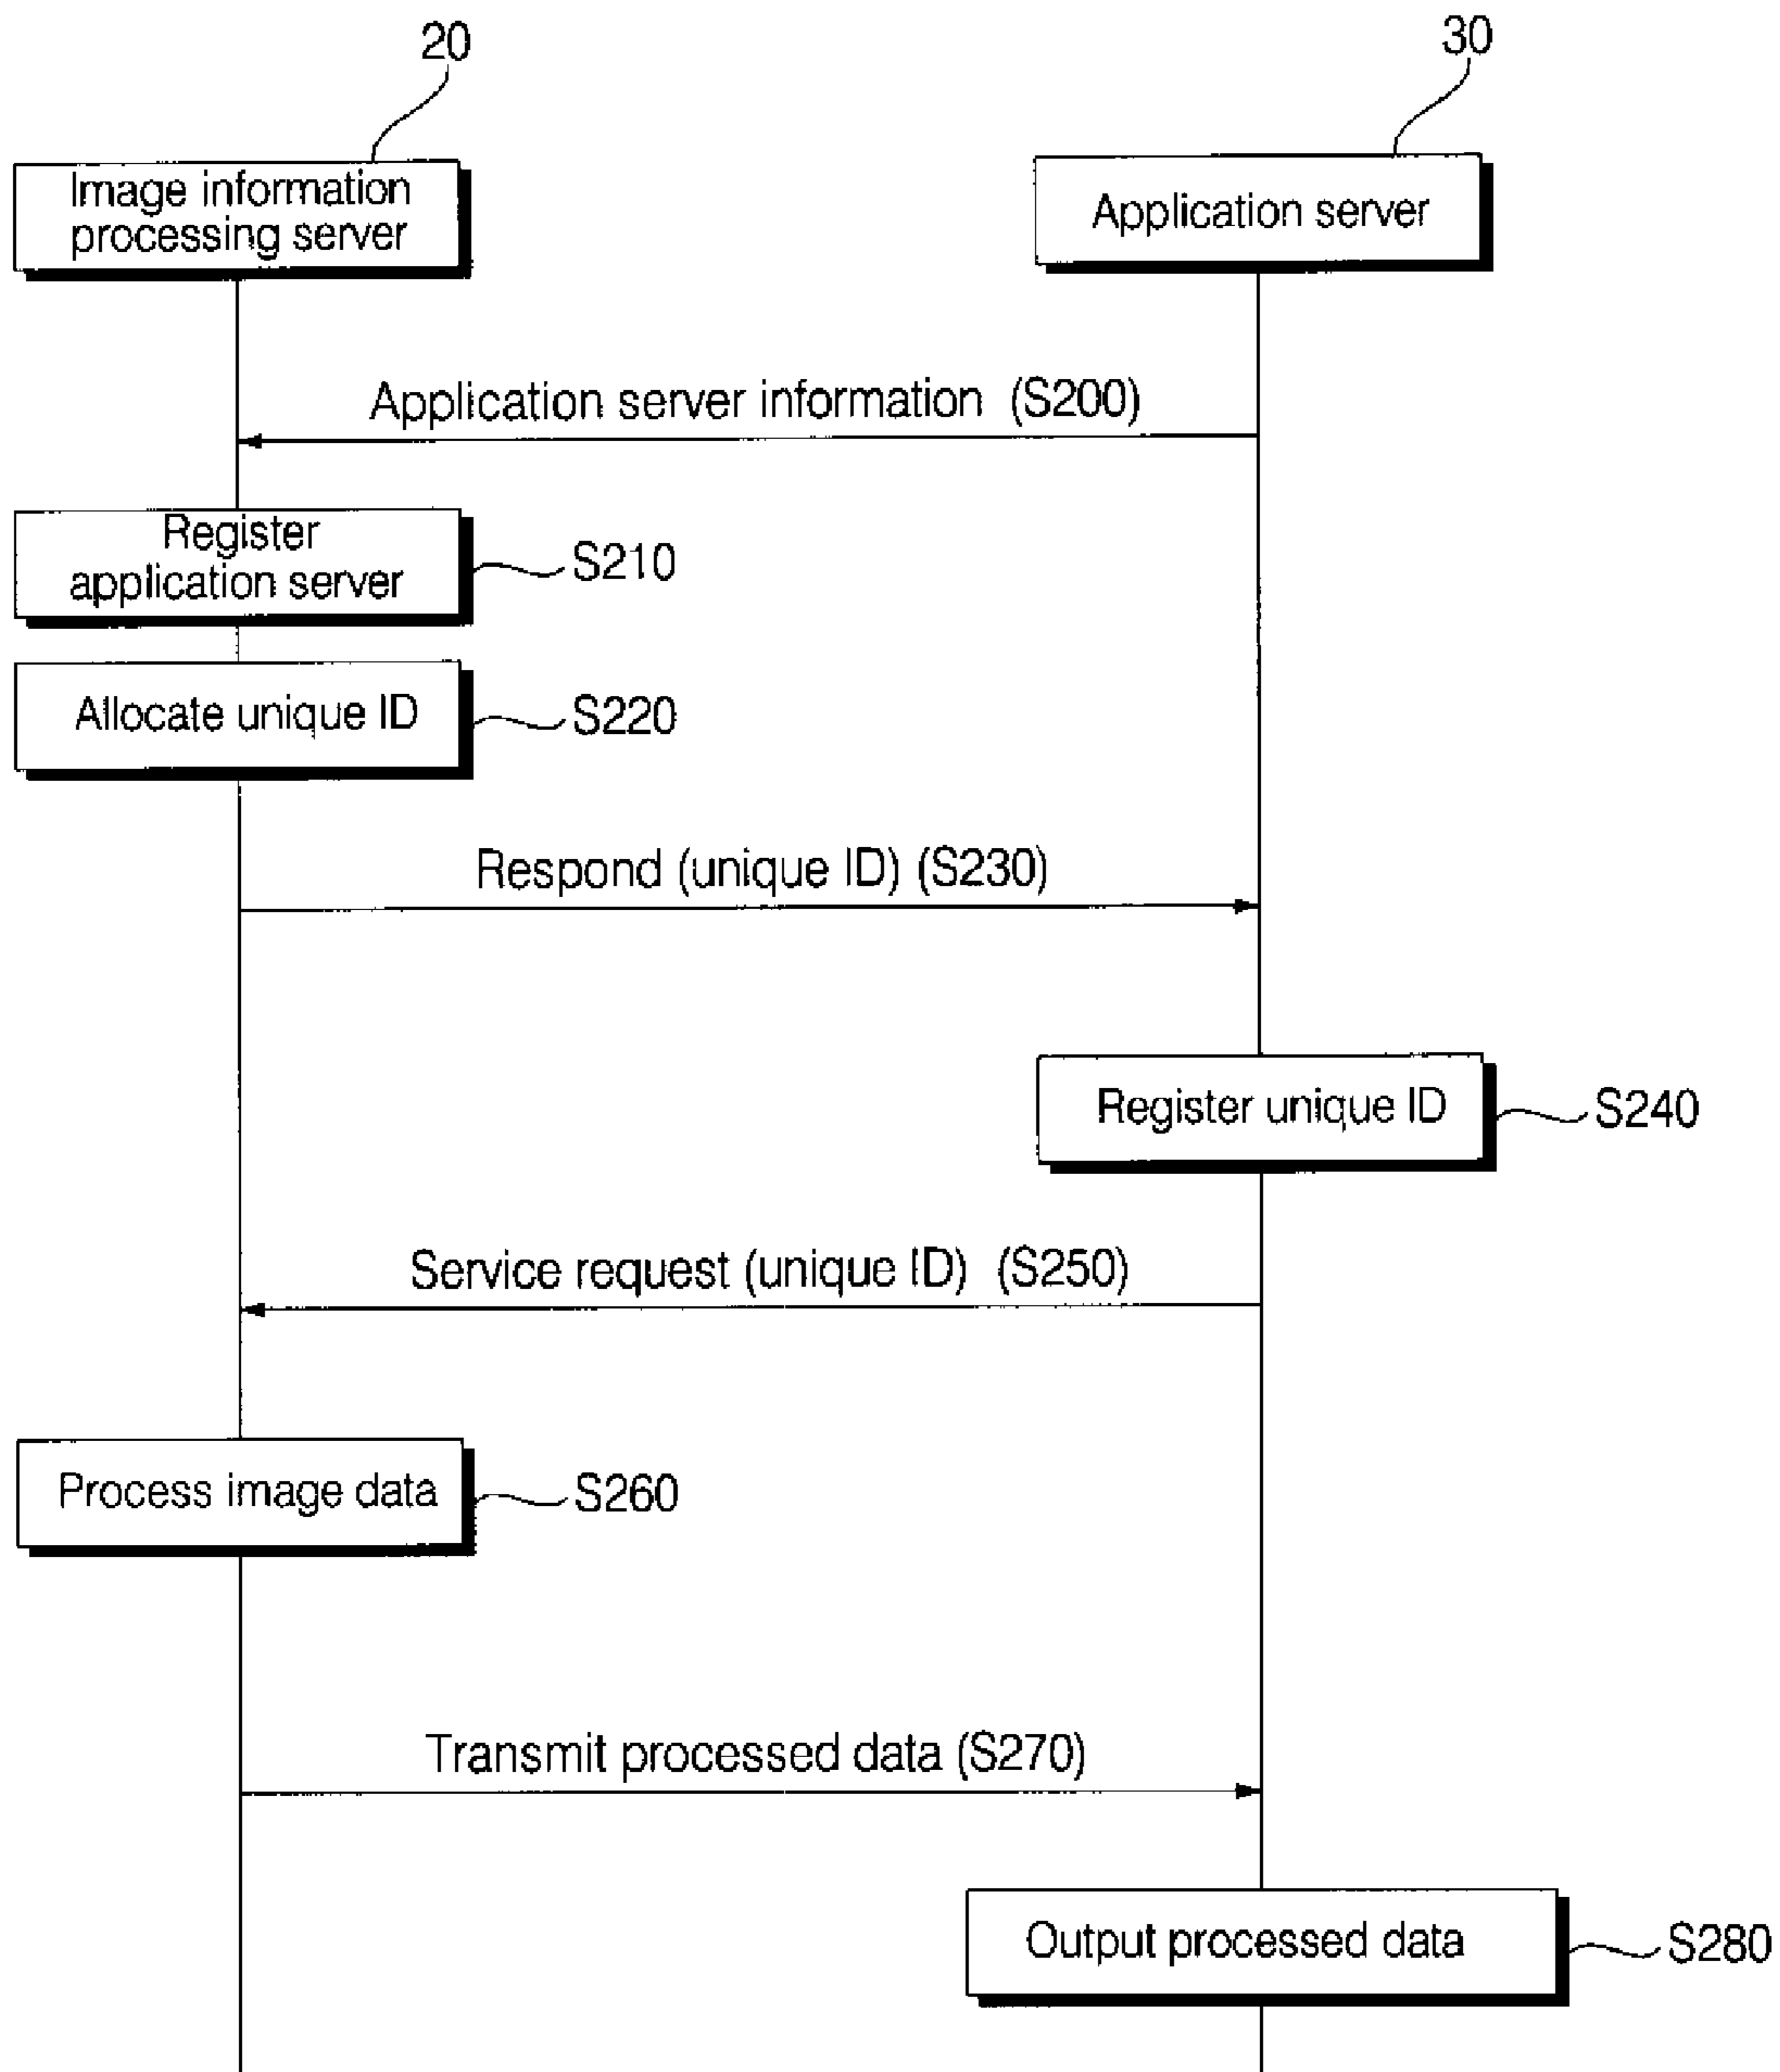 20
30
Image information
processing server
Application server
Application server information (S200)
Register
application server
S210
Allocate unique ID
S220
Respond (unique ID) (S230)
Register unique ID
S240
Service request (unique ID) (S250)
Process image data
S260
Transmit processed data (S270)
Output processed data
S280